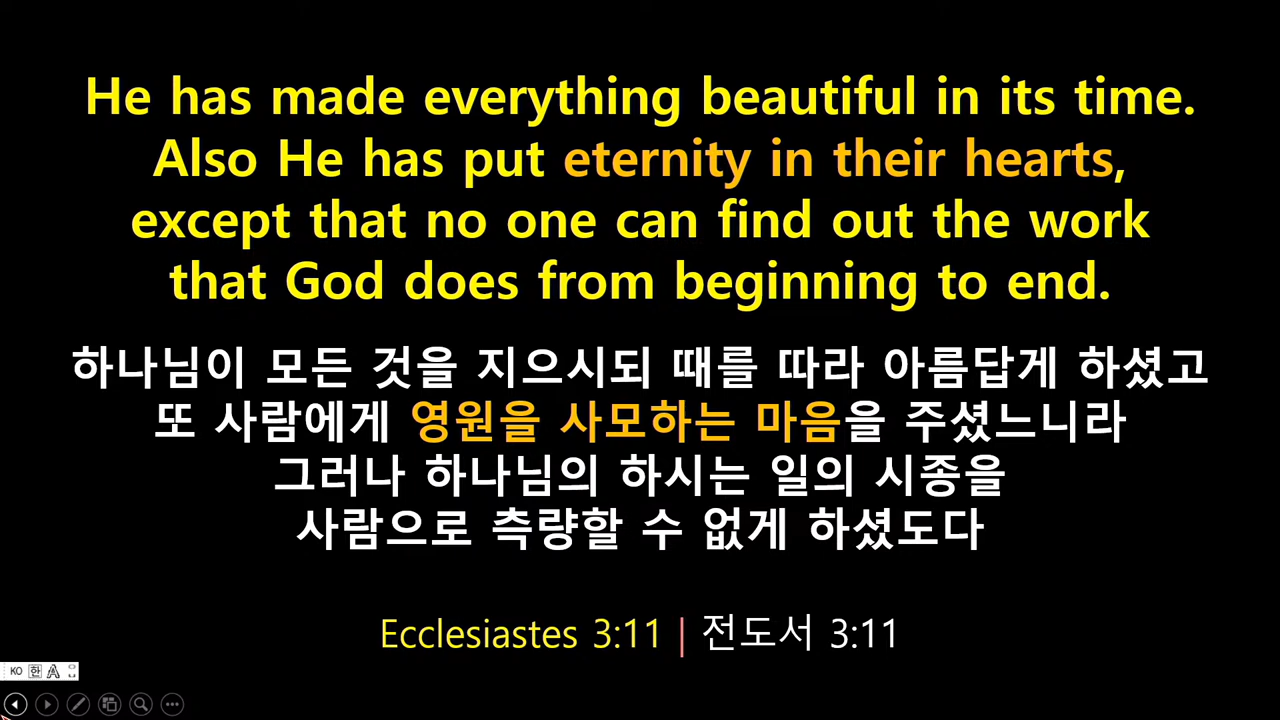 He has made everything beautiful in its time.
Also He has put eternity in their hearts,
except that no one can find out the work
that God does from beginning to end.
하나님이 모든 것을 지으시되 때를 따라 아름답게 하셨고
또 사람에게 영원을 사모하는 마음을 주셨느니라
그러나 하나님의 하시는 일의 시종을
사람으로 측량할 수 없게 하셨도다
Ecclesiastes 3:11 | 전도서 3:11
KO 한 A